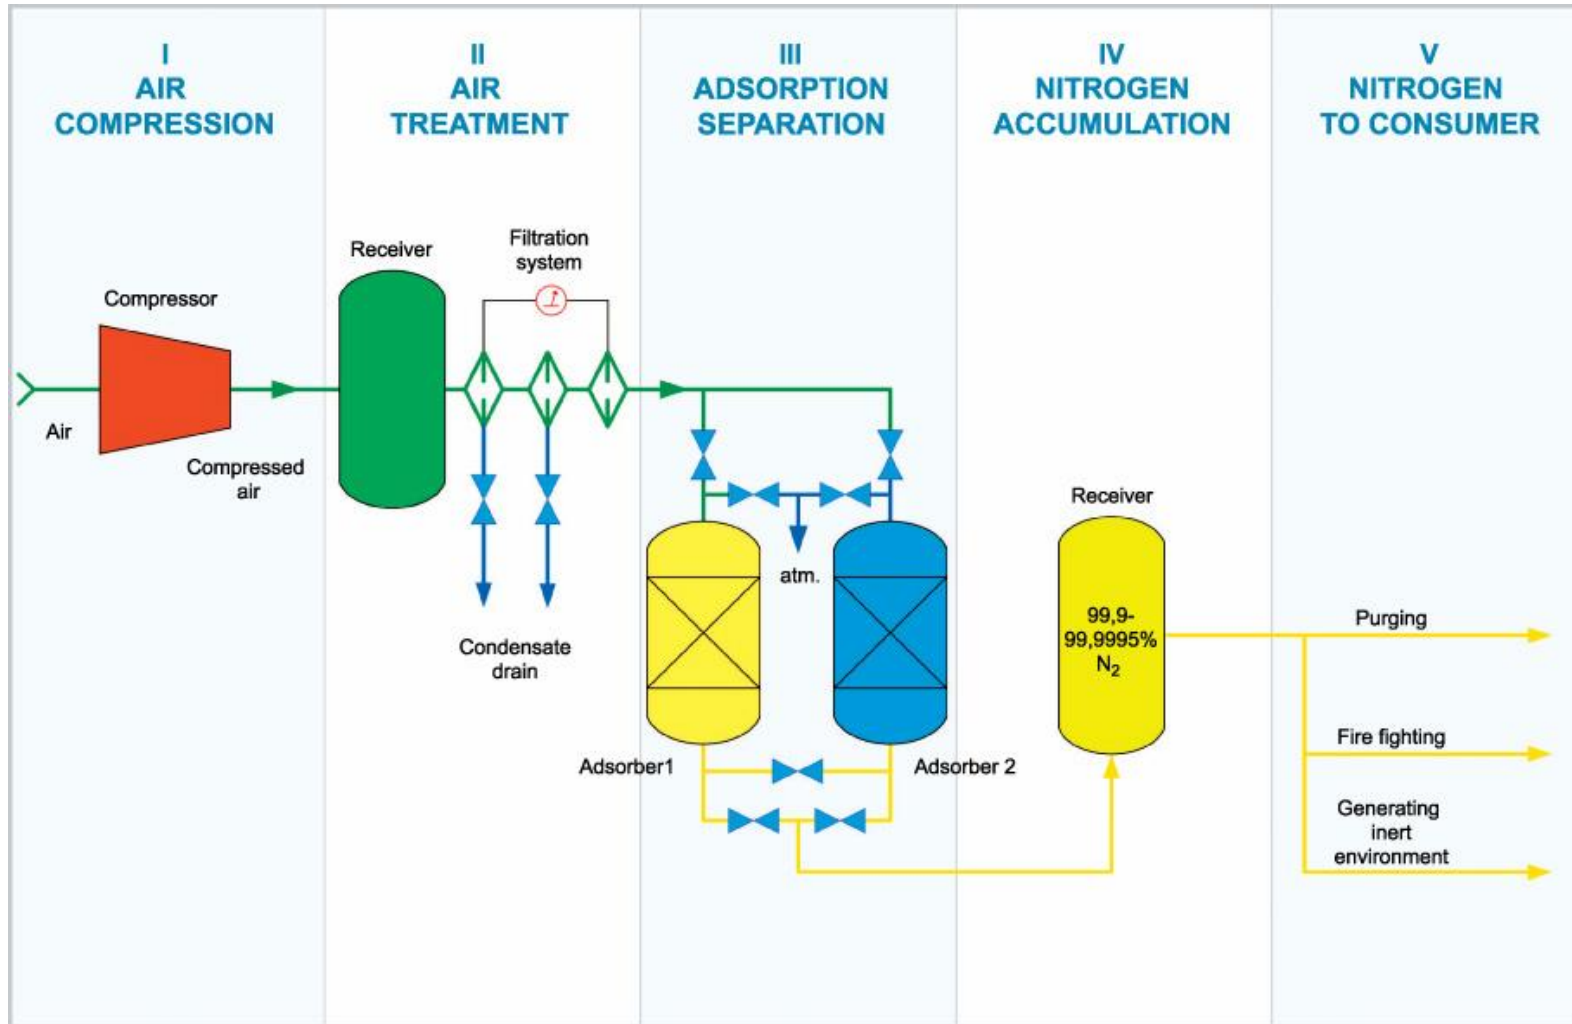 I
AIR
COMPRESSION
II
AIR
TREATMENT
III
ADSORPTION
SEPARATION
IV
NITROGEN
ACCUMULATION
V
NITROGEN
TO CONSUMER
Compressor
Air
Compressed
air
Receiver
Filtration
system
Condensate
drain
atm.
Adsorber1
Adsorber 2
Receiver
99,9-
99,9995%
N₂
Purging
Fire fighting
Generating
inert
environment